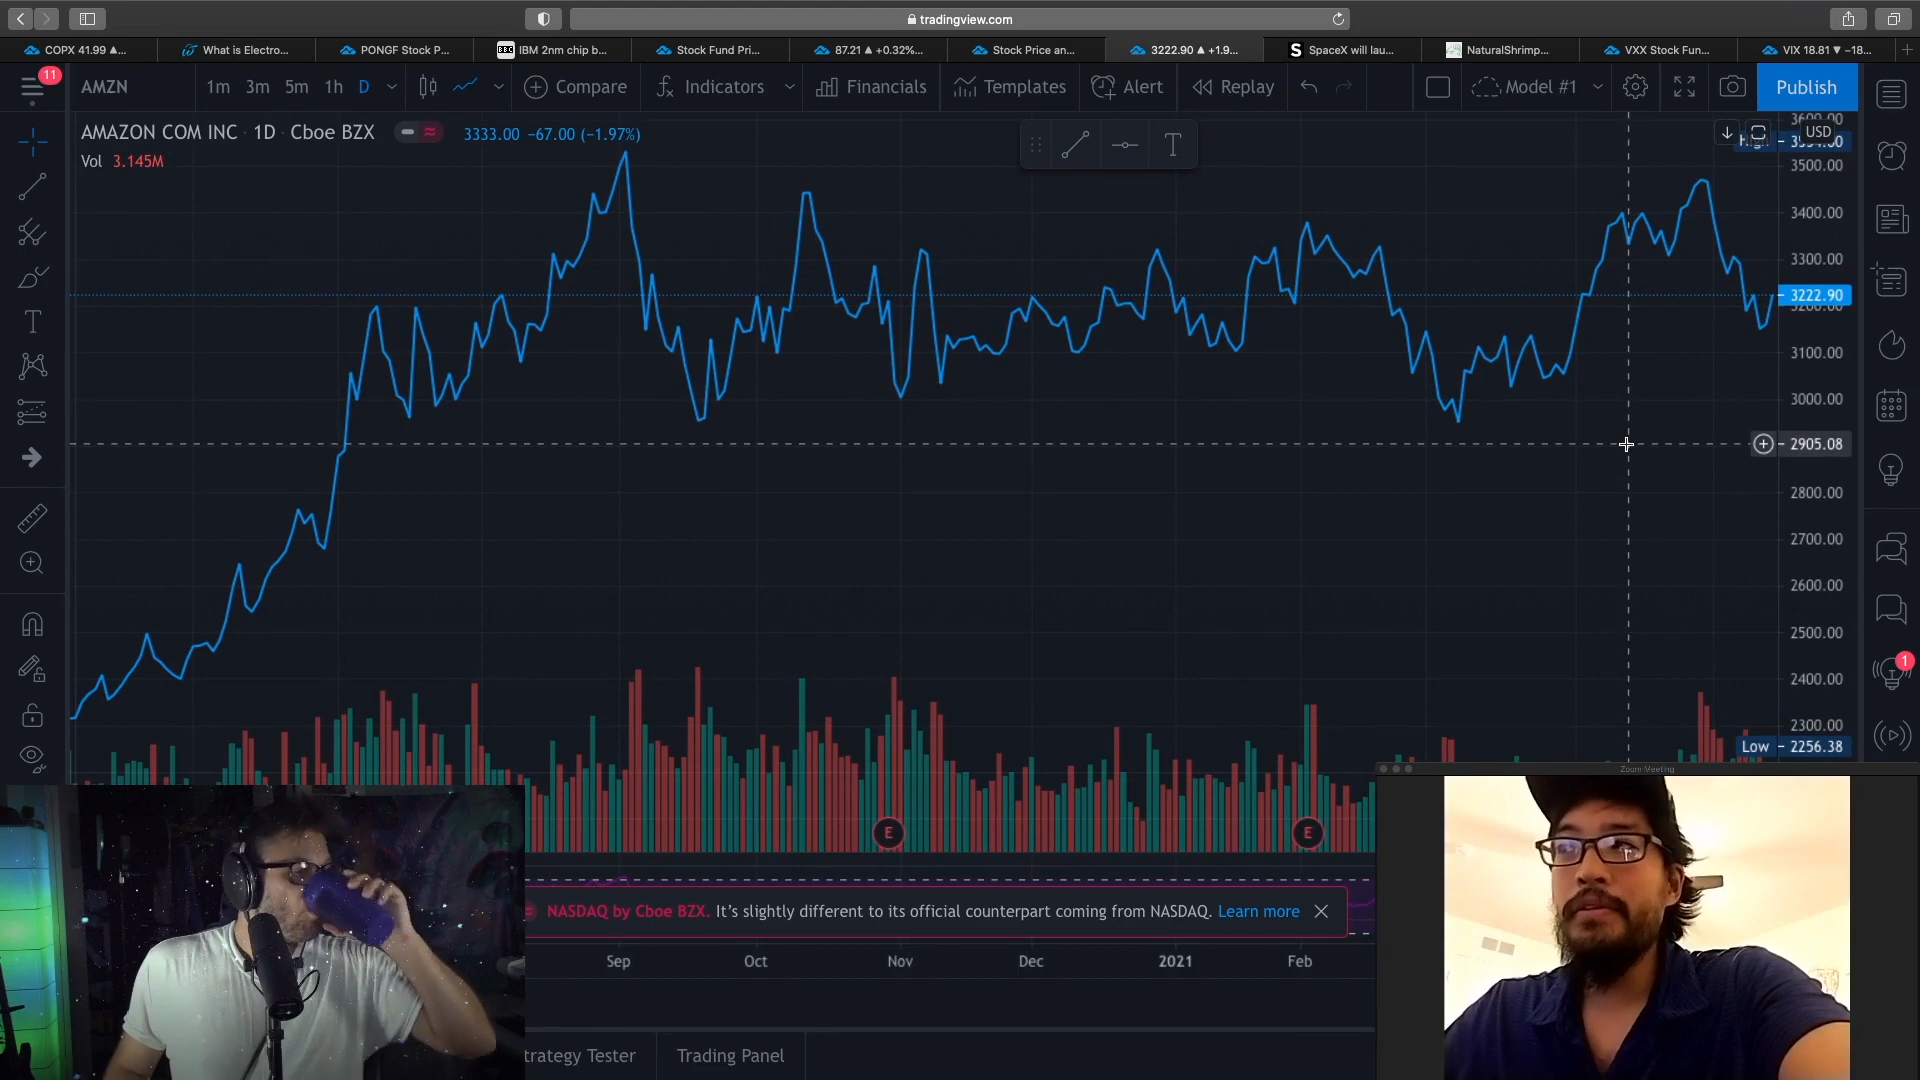 tradingview.com
COPX 41.99 ▲...
What is Electro...
PONGF Stock P...
BBC IBM 2nm chip b...
Stock Fund Pri...
87.21 ▲ +0.32%...
Stock Price an...
3222.90 ▲ +1.9...
S SpaceX will lau...
NaturalShrimp...
VXX Stock Fun...
VIX 18.81 ▼ −18...
11
AMZN
1m 3m 5m 1h D
Compare
Indicators
Financials
Templates
Alert
Replay
Model #1
Publish
AMAZON COM INC · 1D · Cboe BZX
3333.00 −67.00 (−1.97%)
Vol 3.145M
USD
3500.00
3400.00
3300.00
3222.90
3200.00
3100.00
3000.00
2905.08
2800.00
2700.00
2600.00
2500.00
2400.00
2300.00
Low 2256.38
1
Zoom Meeting
E
E
NASDAQ by Cboe BZX. It's slightly different to its official counterpart coming from NASDAQ. Learn more
Sep Oct Nov Dec 2021 Feb
trategy Tester
Trading Panel